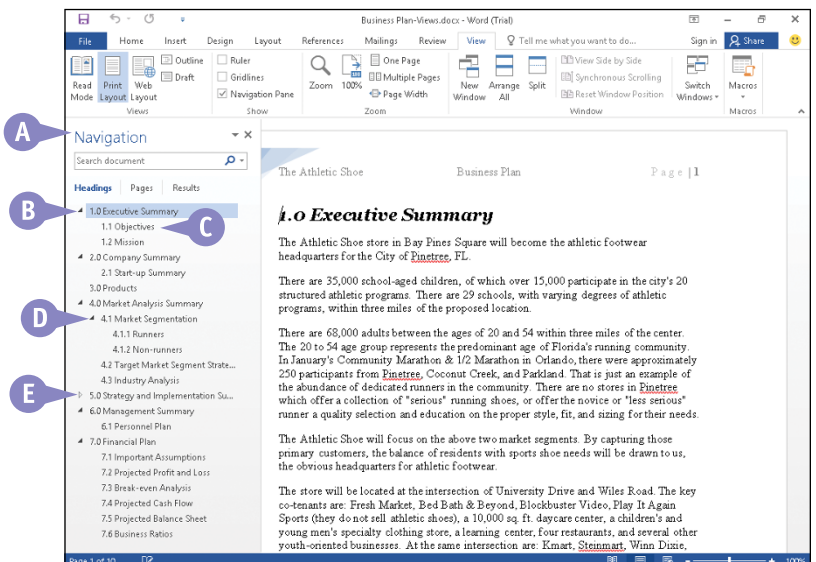 Business Plan-Views.docx - Word (Trial)
File Home Insert Design Layout References Mailings Review View Tell me what you want to do... Sign in Share
Read Mode
Print Layout
Web Layout
Outline
Draft
Views
Ruler
Gridlines
Navigation Pane
Show
Zoom
100%
One Page
Multiple Pages
Page Width
Zoom
New Window
Arrange All
Split
View Side by Side
Synchronous Scrolling
Reset Window Position
Window
Switch Windows
Macros
Macros
A
Navigation
Search document
Headings Pages Results
B
1.0 Executive Summary
1.1 Objectives
C
1.2 Mission
2.0 Company Summary
2.1 Start-up Summary
3.0 Products
4.0 Market Analysis Summary
D
4.1 Market Segmentation
4.1.1 Runners
4.1.2 Non-runners
4.2 Target Market Segment Strate...
4.3 Industry Analysis
E
5.0 Strategy and Implementation Su...
6.0 Management Summary
6.1 Personnel Plan
7.0 Financial Plan
7.1 Important Assumptions
7.2 Projected Profit and Loss
7.3 Break-even Analysis
7.4 Projected Cash Flow
7.5 Projected Balance Sheet
7.6 Business Ratios
The Athletic Shoe Business Plan Page | 1
1.0 Executive Summary
The Athletic Shoe store in Bay Pines Square will become the athletic footwear
headquarters for the City of Pinetree, FL.
There are 35,000 school-aged children, of which over 15,000 participate in the city's 20
structured athletic programs. There are 29 schools, with varying degrees of athletic
programs, within three miles of the proposed location.
There are 68,000 adults between the ages of 20 and 54 within three miles of the center.
The 20 to 54 age group represents the predominant age of Florida's running community.
In January's Community Marathon & 1/2 Marathon in Orlando, there were approximately
250 participants from Pinetree, Coconut Creek, and Parkland. That is just an example of
the abundance of dedicated runners in the community. There are no stores in Pinetree
which offer a collection of "serious" running shoes, or offer the novice or "less serious"
runner a quality selection and education on the proper style, fit, and sizing for their needs.
The Athletic Shoe will focus on the above two market segments. By capturing those
primary customers, the balance of residents with sports shoe needs will be drawn to us,
the obvious headquarters for athletic footwear.
The store will be located at the intersection of University Drive and Wiles Road. The key
co-tenants are: Fresh Market, Bed Bath & Beyond, Blockbuster Video, Play It Again
Sports (they do not sell athletic shoes), a 10,000 sq. ft. daycare center, a children's and
young men's specialty clothing store, a learning center, four restaurants, and several other
youth-oriented businesses. At the same intersection are: Kmart, Steinmart, Winn Dixie,
Page 1 of 10
100%